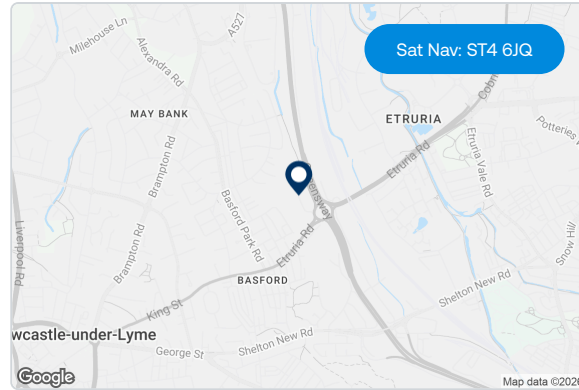 Milehouse Ln
A527
Alexandra Rd
Sat Nav: ST4 6JQ
MAY BANK
ETRURIA
Potteries
Brampton Rd
Etruria Rd
Etruria Vale Rd
Basford Park Rd
Liverpool Rd
Brampton Rd
Etruria Rd
Snow Hill
BASFORD
Shelton New Rd
King St
wcastle-under-Lyme
Shelton New Rd
George St
Google
Map data ©202